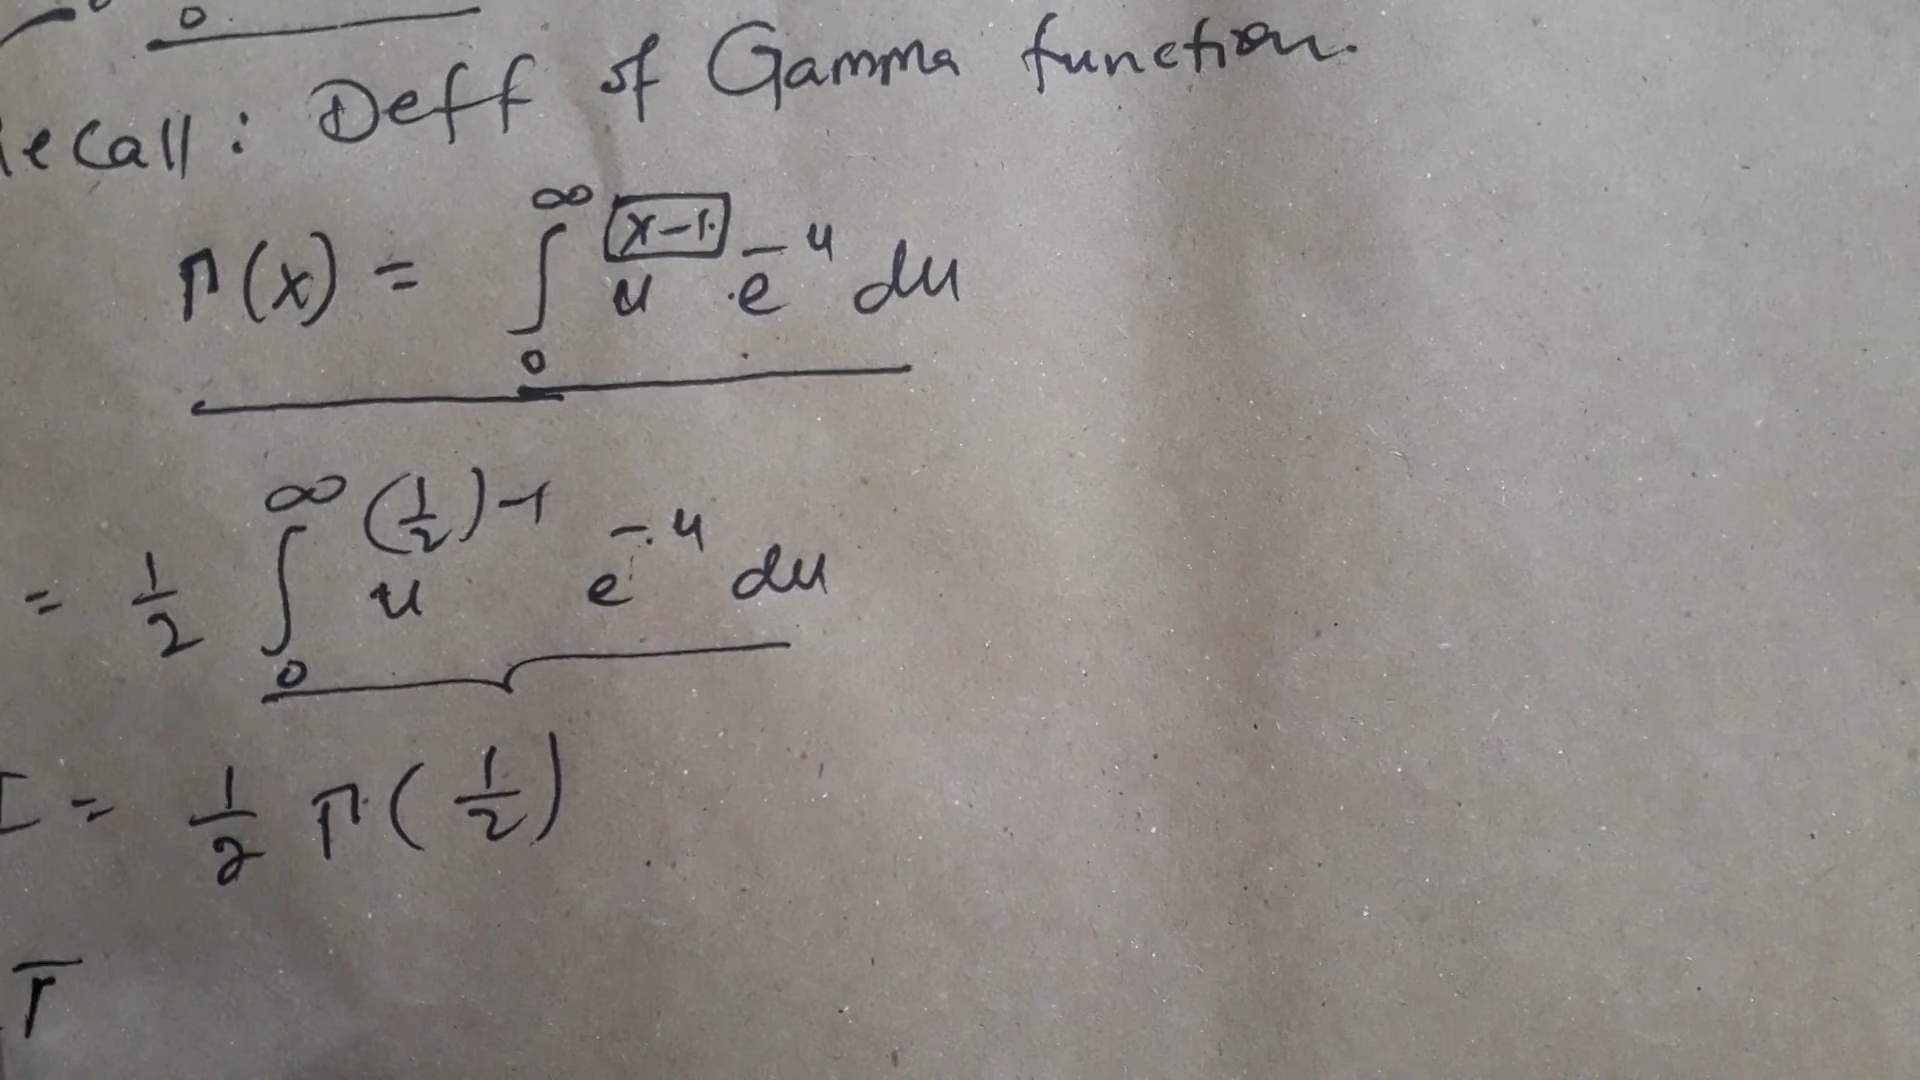 0
Recall : Deff of Gamma function.
Γ(x) = ∫₀^∞ u^(x-1) . e^(-u) du
= 1/2 ∫₀^∞ u^((1/2)-1) e^(-u) du
I = 1/2 Γ(1/2)